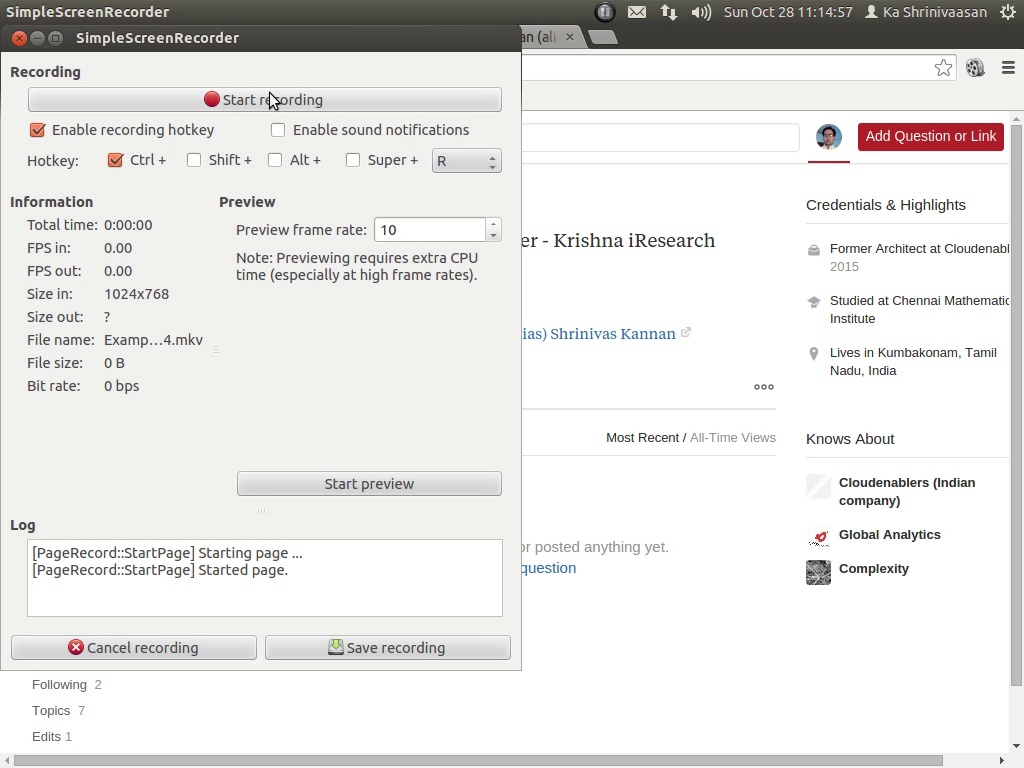 SimpleScreenRecorder
Sun Oct 28 11:14:57
Ka Shrinivaasan
SimpleScreenRecorder
an (ali
Recording
Start recording
Enable recording hotkey
Enable sound notifications
Hotkey: Ctrl + Shift + Alt + Super + R
Information
Total time: 0:00:00
FPS in: 0.00
FPS out: 0.00
Size in: 1024x768
Size out: ?
File name: Examp...4.mkv
File size: 0 B
Bit rate: 0 bps
Preview
Preview frame rate: 10
Note: Previewing requires extra CPU
time (especially at high frame rates).
Start preview
Log
[PageRecord::StartPage] Starting page ...
[PageRecord::StartPage] Started page.
Cancel recording
Save recording
Add Question or Link
er - Krishna iResearch
ias) Shrinivas Kannan
Most Recent / All-Time Views
or posted anything yet.
question
Credentials & Highlights
Former Architect at Cloudenabl
2015
Studied at Chennai Mathematic
Institute
Lives in Kumbakonam, Tamil
Nadu, India
Knows About
Cloudenablers (Indian
company)
Global Analytics
Complexity
Following 2
Topics 7
Edits 1